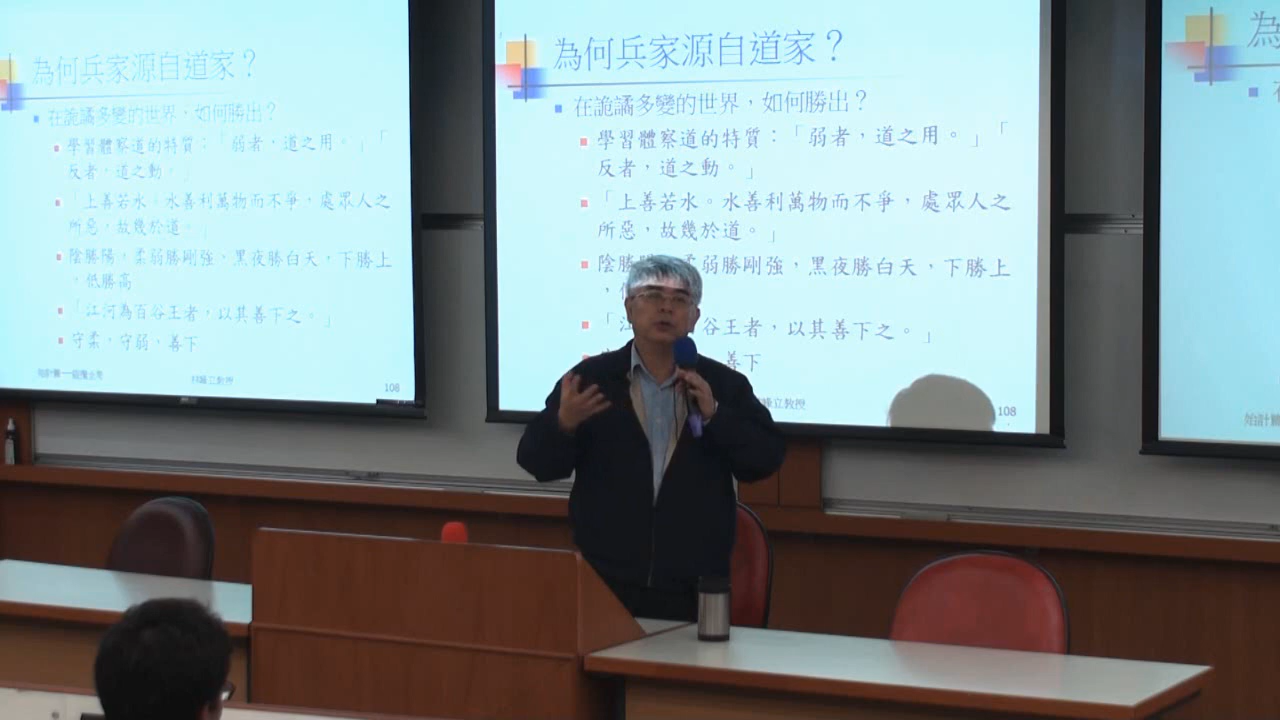 為何兵家源自道家？
在詭譎多變的世界，如何勝出？
學習體察道的特質：「弱者，道之用。」「
反者，道之動。」
「上善若水。水善利萬物而不爭，處眾人之
所惡，故幾於道。」
陰勝陽，柔弱勝剛強，黑夜勝白天，下勝上
，低勝高
「江河為百谷王者，以其善下之。」
守柔，守弱，善下
108
為何兵家源自道家？
在詭譎多變的世界，如何勝出？
學習體察道的特質：「弱者，道之用。」「
反者，道之動。」
「上善若水。水善利萬物而不爭，處眾人之
所惡，故幾於道。」
陰勝 柔弱勝剛強，黑夜勝白天，下勝上
，
「江 谷王者，以其善下之。」
善下
立教授
108
為